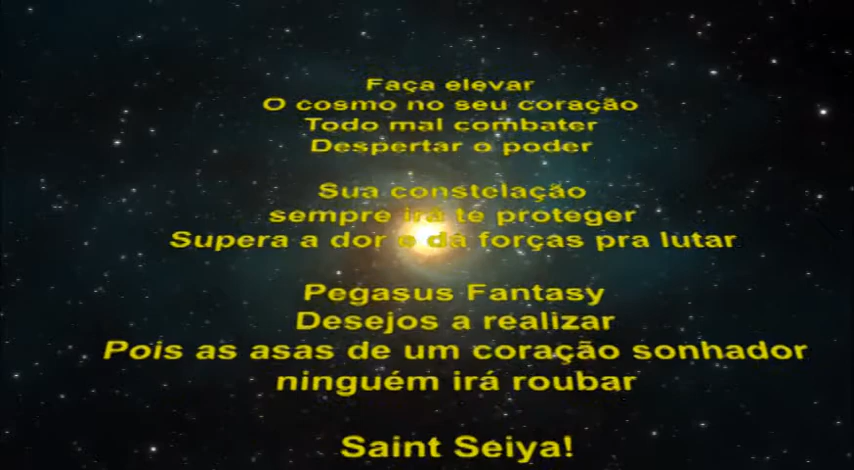 Faça elevar
O cosmo no seu coração
Todo mal combater
Despertar o poder
Sua constelação
sempre irá te proteger
Supera a dor e dá forças pra lutar
Pegasus Fantasy
Desejos a realizar
Pois as asas de um coração sonhador
ninguém irá roubar
Saint Seiya!